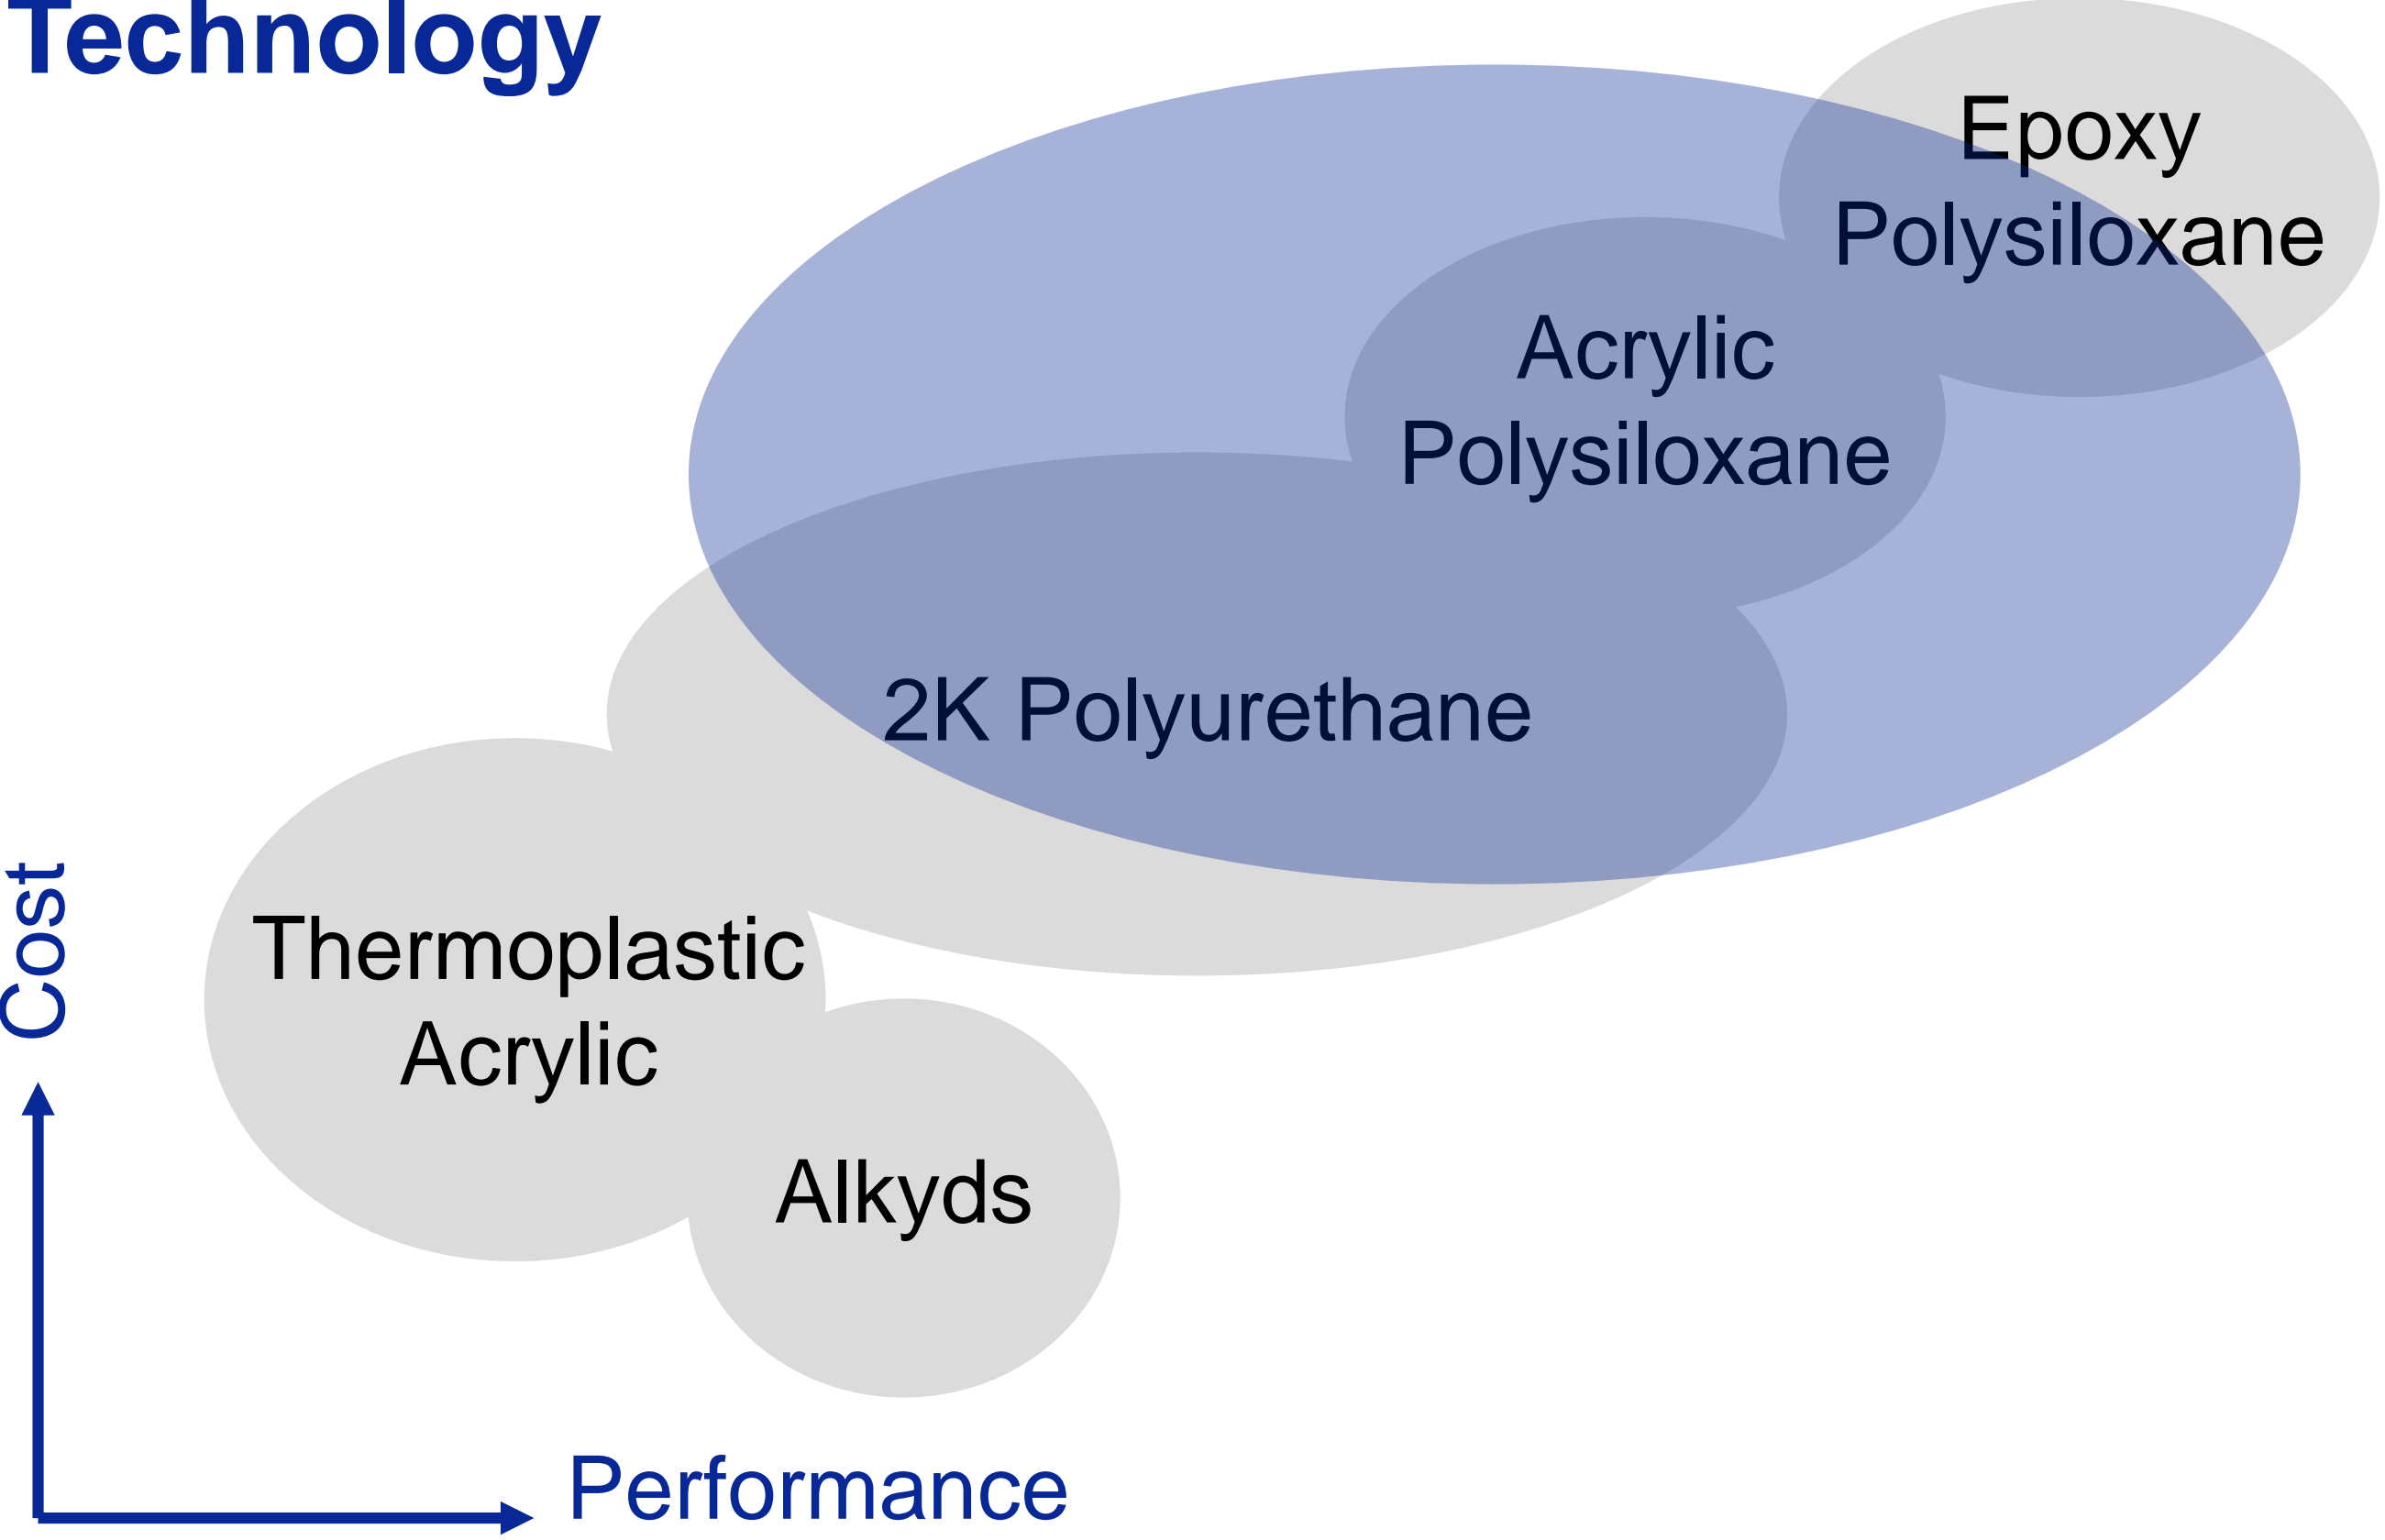 Technology
Epoxy
Polysiloxane
Acrylic
Polysiloxane
2K Polyurethane
Thermoplastic
Acrylic
Alkyds
Cost
Performance